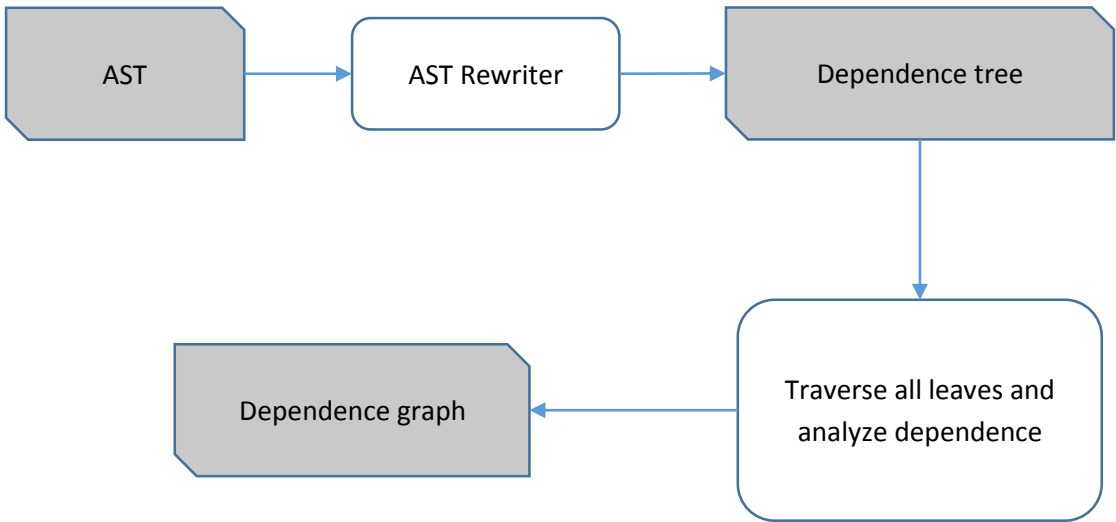 AST
AST Rewriter
Dependence tree
Traverse all leaves and
analyze dependence
Dependence graph